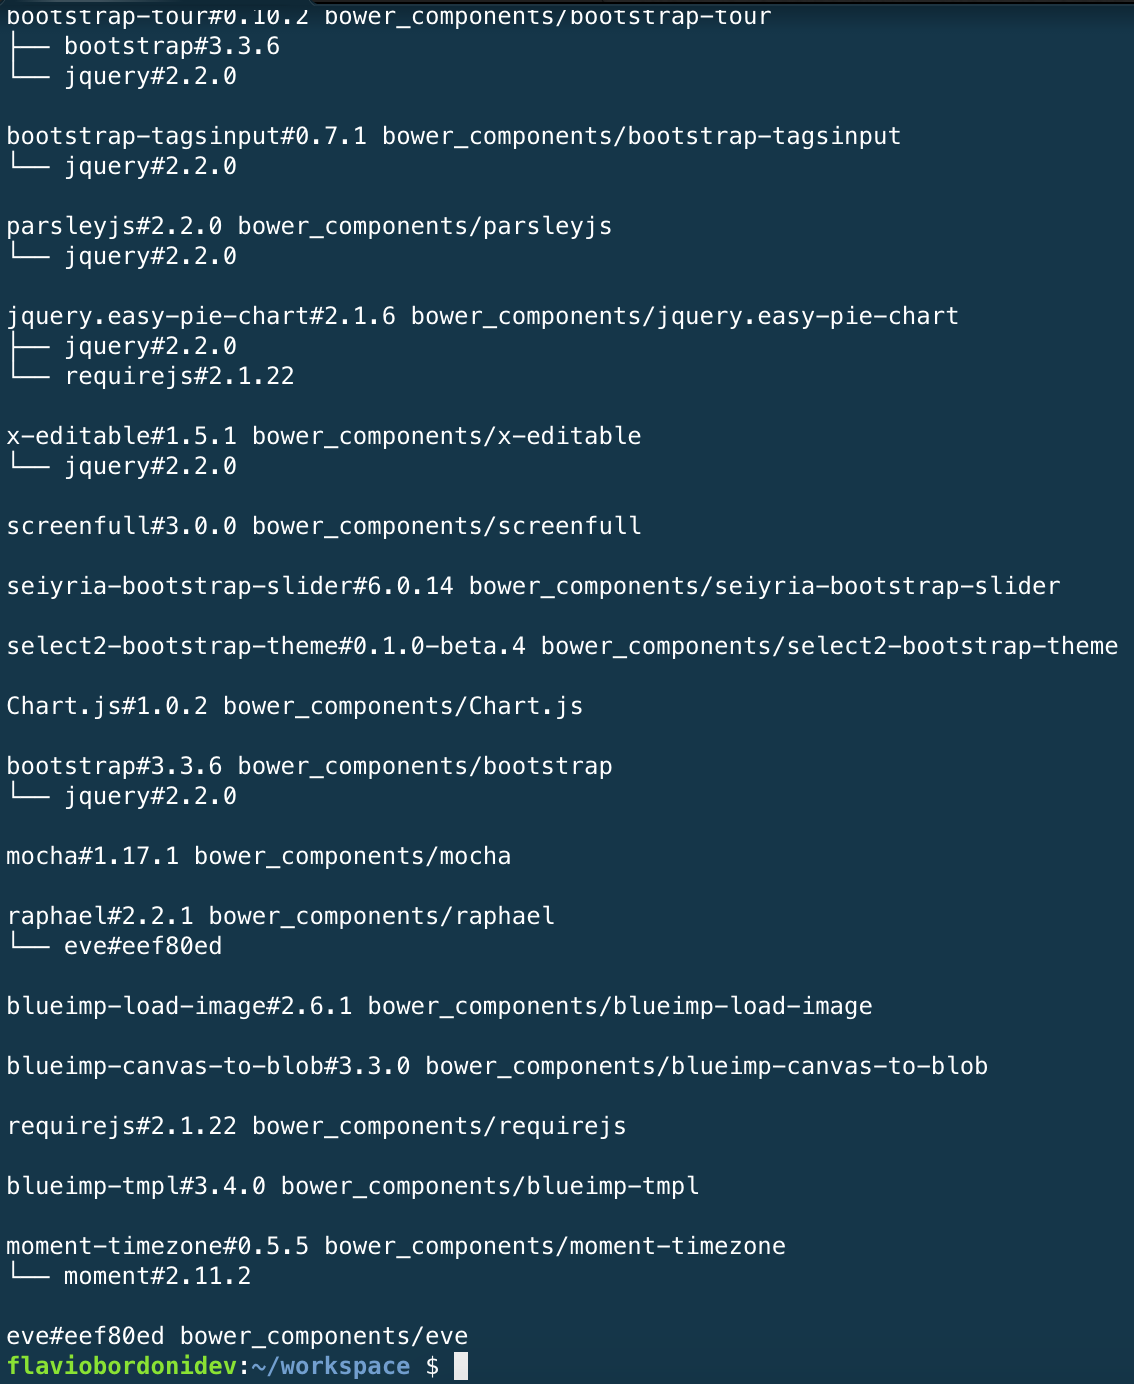 bootstrap-tour#0.10.2 bower_components/bootstrap-tour
├── bootstrap#3.3.6
└── jquery#2.2.0

bootstrap-tagsinput#0.7.1 bower_components/bootstrap-tagsinput
└── jquery#2.2.0

parsleyjs#2.2.0 bower_components/parsleyjs
└── jquery#2.2.0

jquery.easy-pie-chart#2.1.6 bower_components/jquery.easy-pie-chart
├── jquery#2.2.0
└── requirejs#2.1.22

x-editable#1.5.1 bower_components/x-editable
└── jquery#2.2.0

screenfull#3.0.0 bower_components/screenfull

seiyria-bootstrap-slider#6.0.14 bower_components/seiyria-bootstrap-slider

select2-bootstrap-theme#0.1.0-beta.4 bower_components/select2-bootstrap-theme

Chart.js#1.0.2 bower_components/Chart.js

bootstrap#3.3.6 bower_components/bootstrap
└── jquery#2.2.0

mocha#1.17.1 bower_components/mocha

raphael#2.2.1 bower_components/raphael
└── eve#eef80ed

blueimp-load-image#2.6.1 bower_components/blueimp-load-image

blueimp-canvas-to-blob#3.3.0 bower_components/blueimp-canvas-to-blob

requirejs#2.1.22 bower_components/requirejs

blueimp-tmpl#3.4.0 bower_components/blueimp-tmpl

moment-timezone#0.5.5 bower_components/moment-timezone
└── moment#2.11.2

eve#eef80ed bower_components/eve
flaviobordonidev:~/workspace $